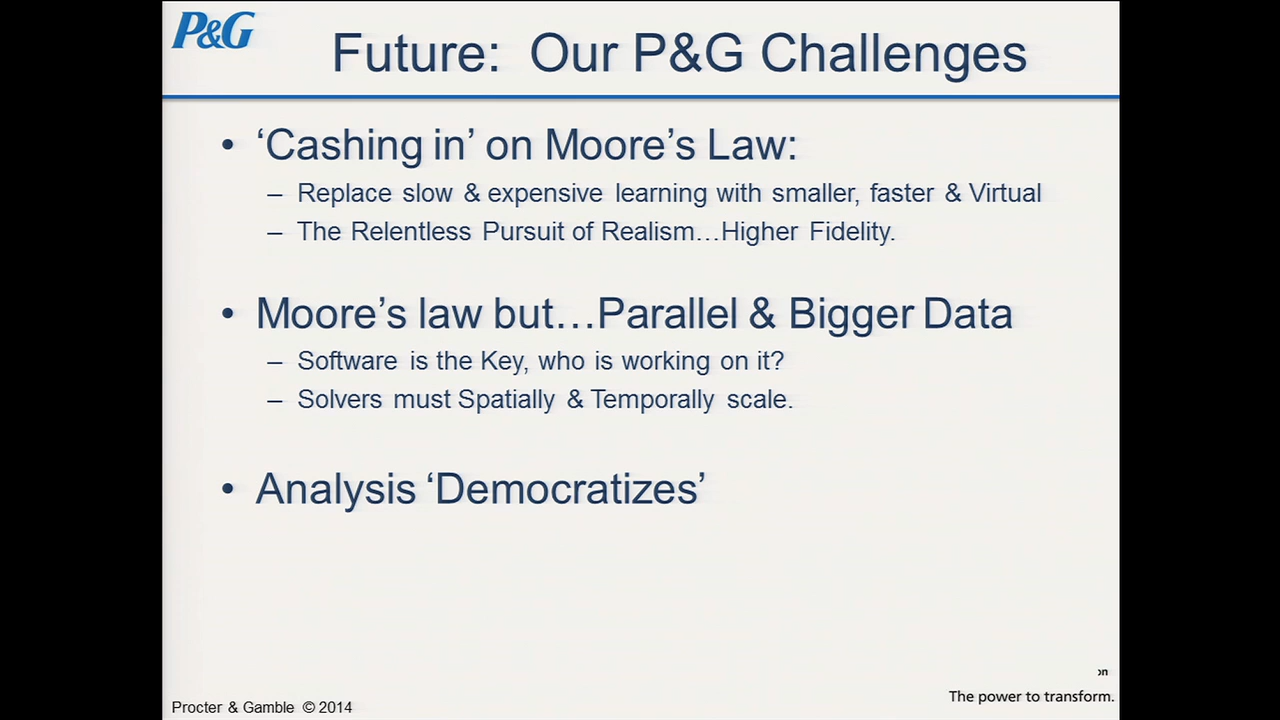 P&G
Future: Our P&G Challenges
• ‘Cashing in’ on Moore’s Law:
– Replace slow & expensive learning with smaller, faster & Virtual
– The Relentless Pursuit of Realism…Higher Fidelity.
• Moore’s law but…Parallel & Bigger Data
– Software is the Key, who is working on it?
– Solvers must Spatially & Temporally scale.
• Analysis ‘Democratizes’
on
The power to transform.
Procter & Gamble © 2014